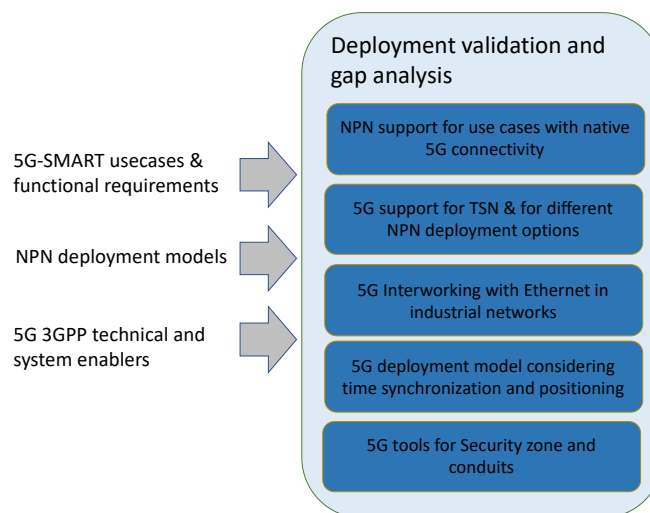 Deployment validation and
gap analysis
NPN support for use cases with native
5G connectivity
5G-SMART usecases &
functional requirements
5G support for TSN & for different
NPN deployment options
NPN deployment models
5G Interworking with Ethernet in
industrial networks
5G 3GPP technical and
system enablers
5G deployment model considering
time synchronization and positioning
5G tools for Security zone and
conduits